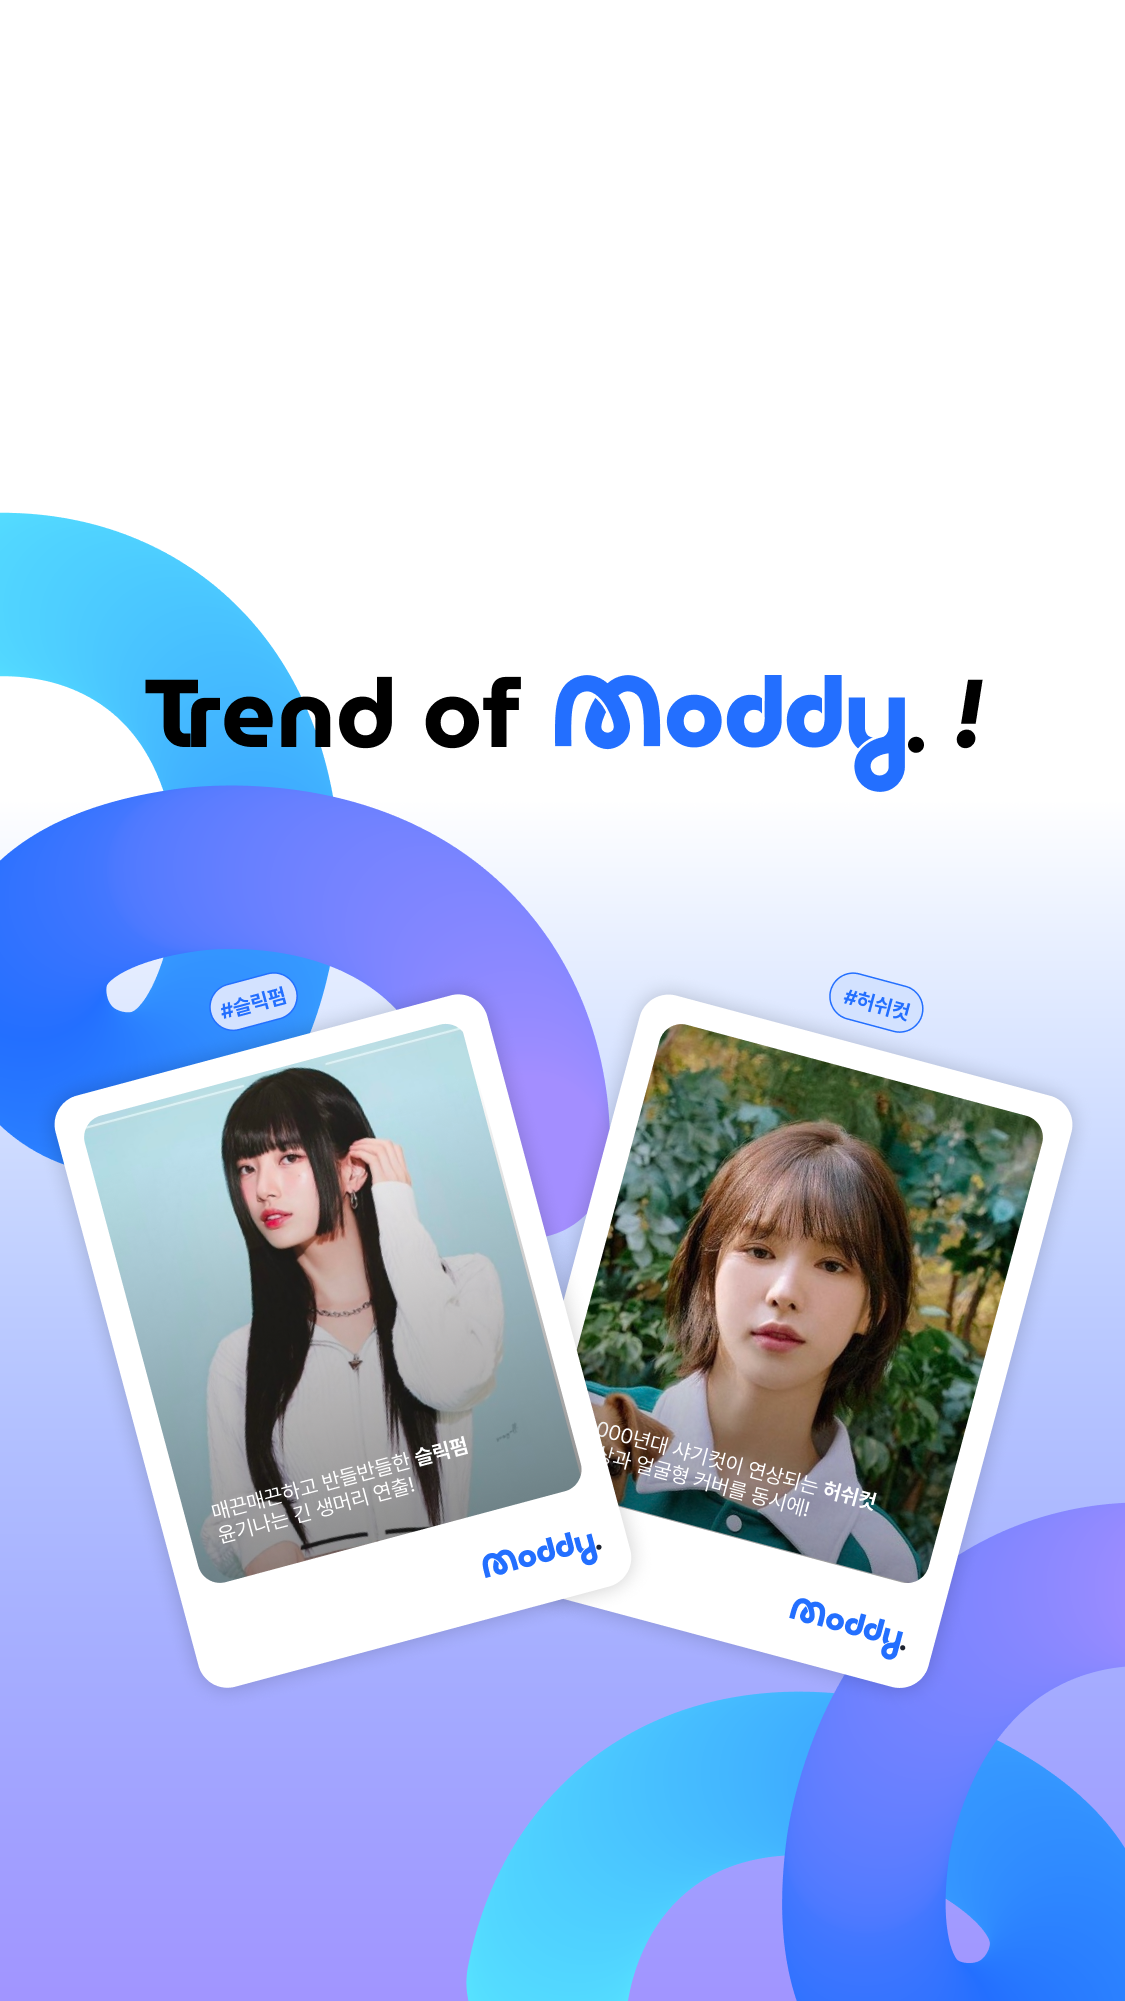 Trend of Moddy. !
#슬릭펌
#허쉬컷
매끈매끈하고 반들반들한 슬릭펌
윤기나는 긴 생머리 연출!
Moddy.
000년대 샤기컷이 연상되는 허쉬컷
상과 얼굴형 커버를 동시에!
Moddy.